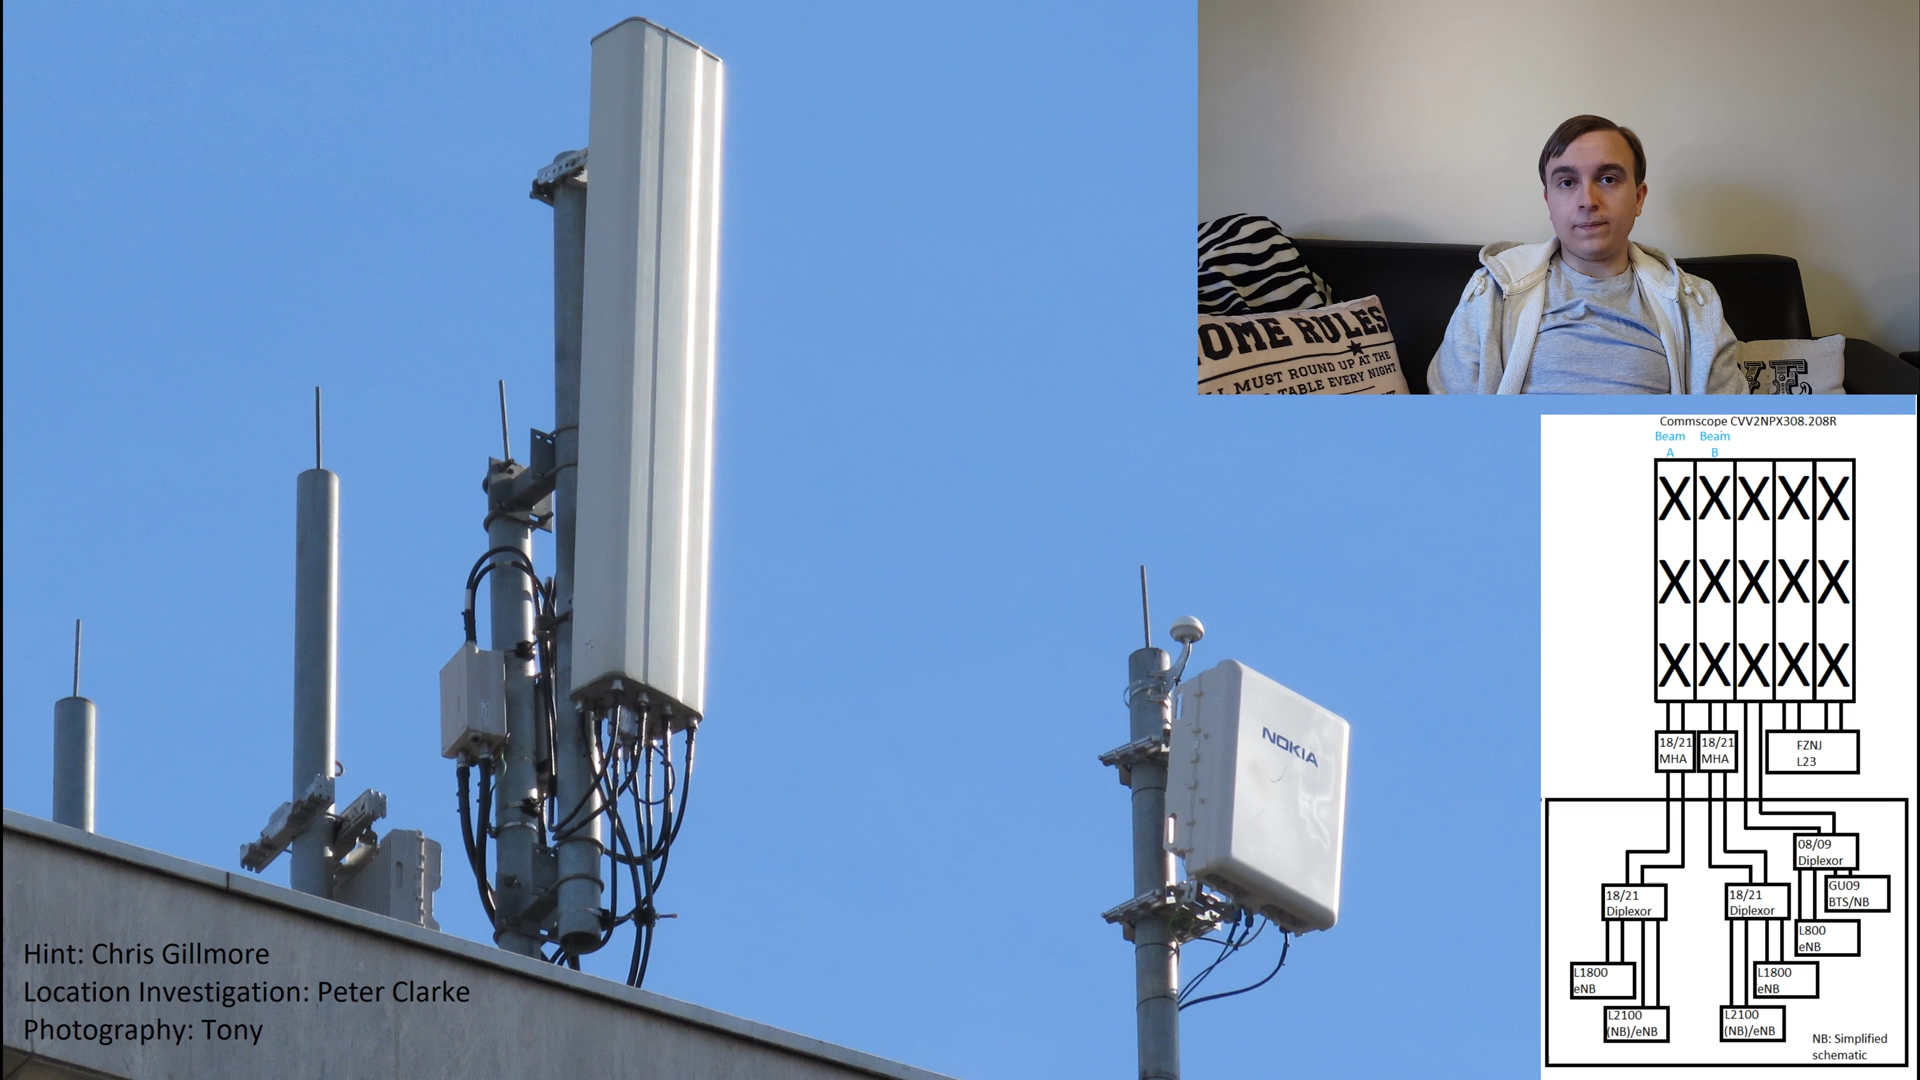 OME RULES
L MUST ROUND UP AT THE
TABLE EVERY NIGHT
NOKIA
Hint: Chris Gillmore
Location Investigation: Peter Clarke
Photography: Tony
Commscope CVV2NPX308.208R
Beam A
Beam B
X X X X X
X X X X X
X X X X X
18/21 MHA
18/21 MHA
FZNJ L23
08/09 Diplexor
18/21 Diplexor
18/21 Diplexor
GU09 BTS/NB
L800 eNB
L1800 eNB
L1800 eNB
L2100 (NB)/eNB
L2100 (NB)/eNB
NB: Simplified schematic